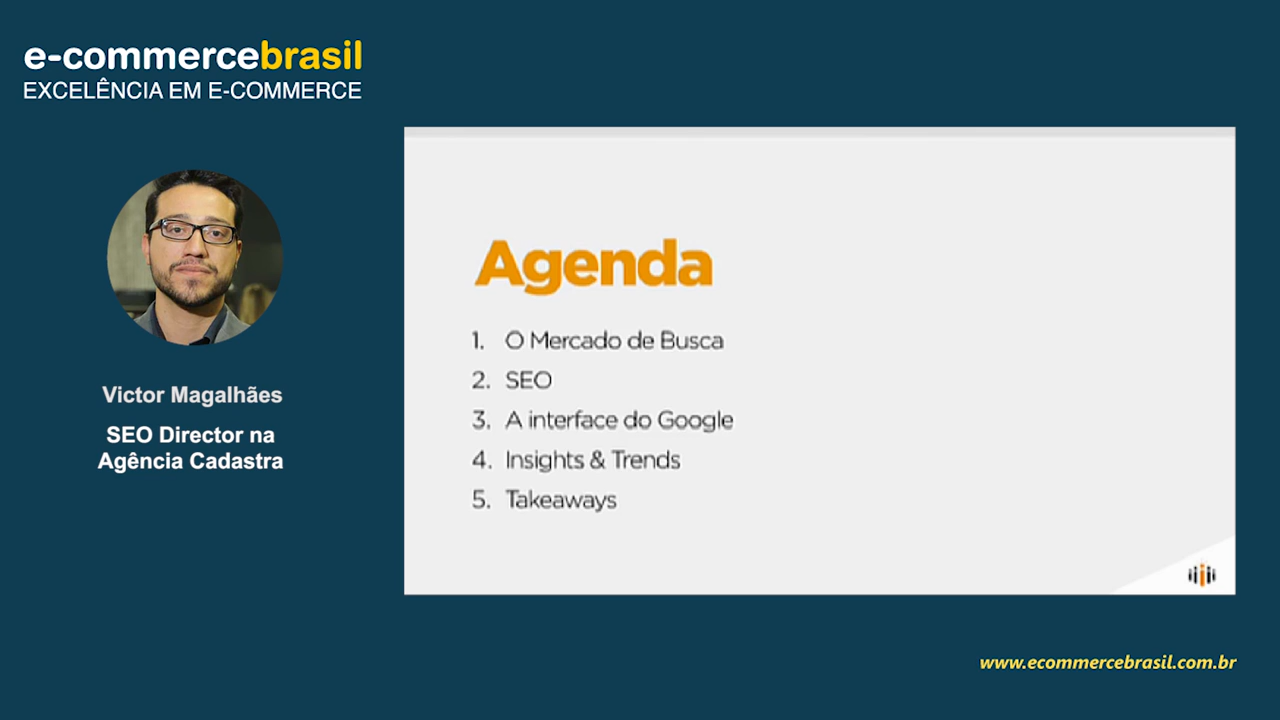 e-commercebrasil
EXCELÊNCIA EM E-COMMERCE
Victor Magalhães
SEO Director na
Agência Cadastra
Agenda
1. O Mercado de Busca
2. SEO
3. A interface do Google
4. Insights & Trends
5. Takeaways
www.ecommercebrasil.com.br